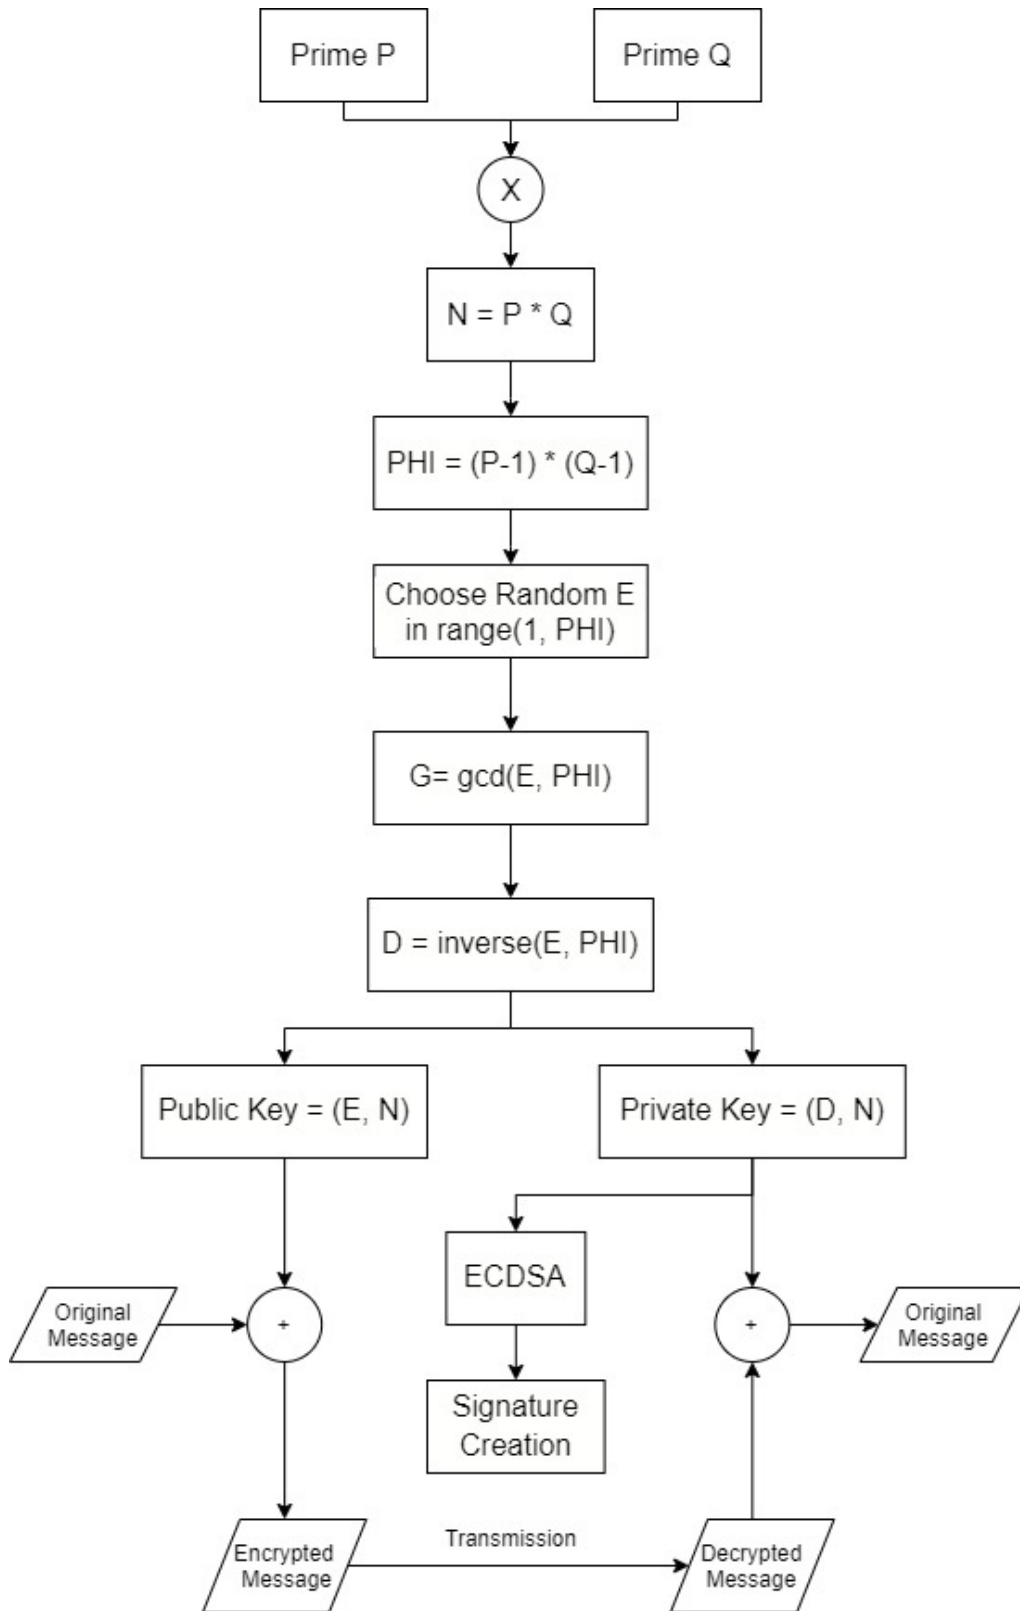 Prime P
Prime Q
X
N = P * Q
PHI = (P-1) * (Q-1)
Choose Random E
in range(1, PHI)
G= gcd(E, PHI)
D = inverse(E, PHI)
Public Key = (E, N)
Private Key = (D, N)
ECDSA
Original
Message
+
+
Original
Message
Signature
Creation
Encrypted
Message
Transmission
Decrypted
Message